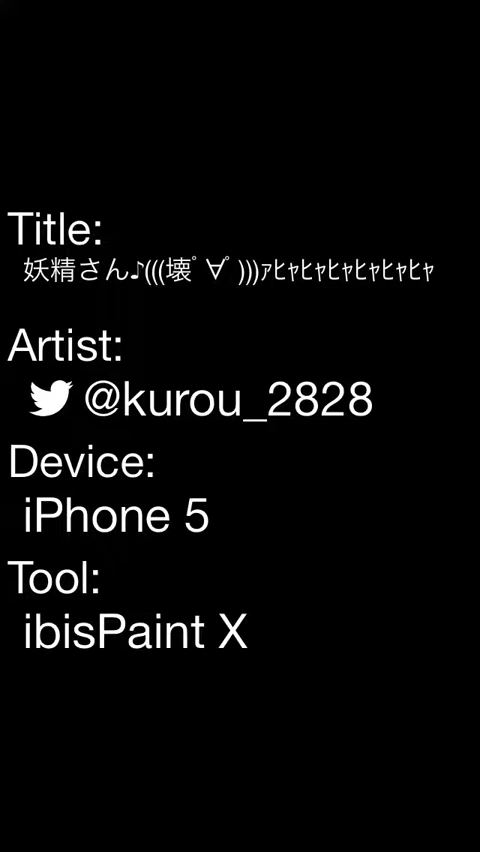 Title:
妖精さん♪(((壊ﾟ∀ﾟ)))ｧﾋｬﾋｬﾋｬﾋｬﾋｬﾋｬ
Artist:
@kurou_2828
Device:
iPhone 5
Tool:
ibisPaint X